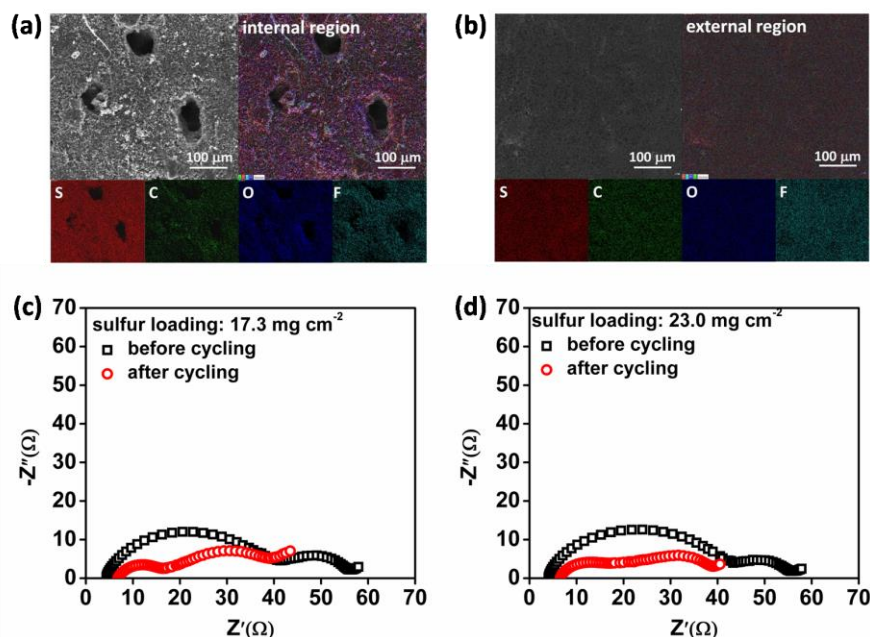 (a)
internal region
100 μm
100 μm
S
C
O
F
(b)
external region
100 μm
100 μm
S
C
O
F
(c)
sulfur loading: 17.3 mg cm⁻²
before cycling
after cycling
70
60
50
40
30
20
10
0
-Z″(Ω)
0 10 20 30 40 50 60 70
Z′(Ω)
(d)
sulfur loading: 23.0 mg cm⁻²
before cycling
after cycling
70
60
50
40
30
20
10
0
-Z″(Ω)
0 10 20 30 40 50 60 70
Z′(Ω)